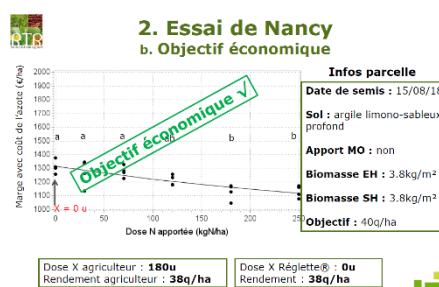 2. Essai de Nancy
b. Objectif économique
Infos parcelle
Date de semis : 15/08/18
Sol : argile limono-sableux
profond
Apport MO : non
Biomasse EH : 3.8kg/m²
Biomasse SH : 3.8kg/m²
Objectif : 40q/ha
Marge avec coût de l'azote (€/ha)
2000
1900
1800
1700
1600
1500
1400
1300
1200
1100
1000
a
a
a
b
b
Objectif économique √
X = 0 u
0
50
100
150
200
250
Dose N apportée (kgN/ha)
Dose X agriculteur : 180u
Rendement agriculteur : 38q/ha
Dose X Réglette® : 0u
Rendement : 38q/ha